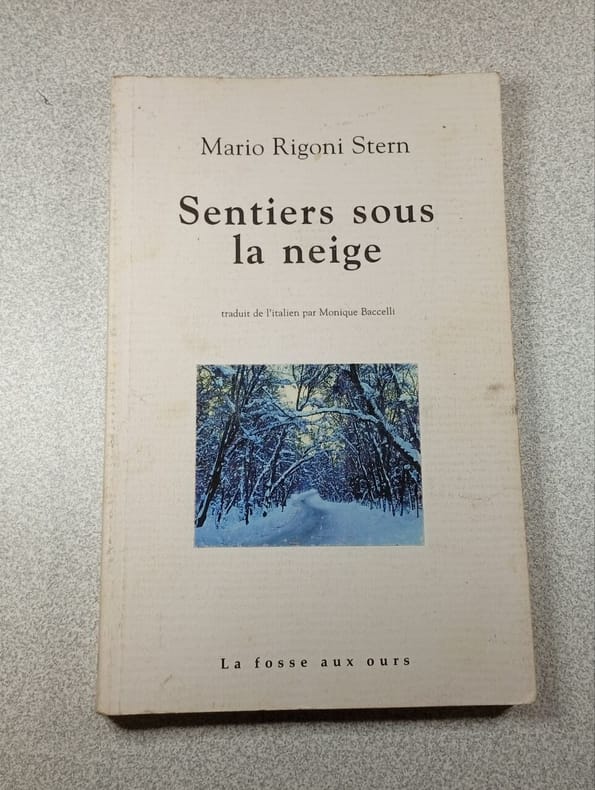 Mario Rigoni Stern
Sentiers sous
la neige
traduit de l'italien par Monique Baccelli
La fosse aux ours